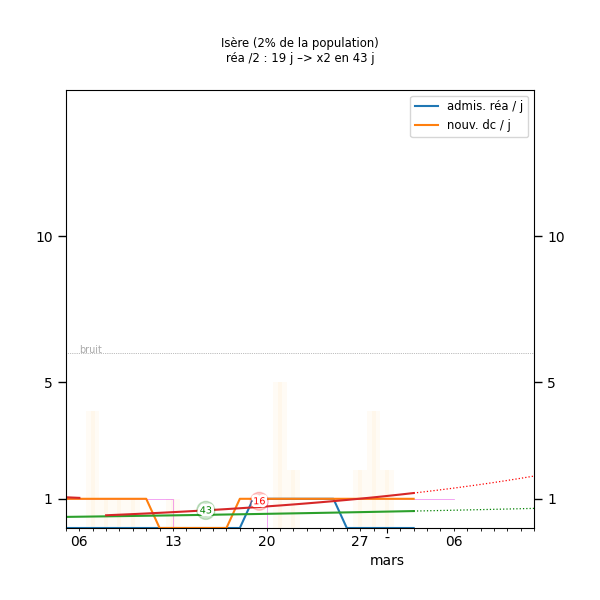 Isère (2% de la population)
réa /2 : 19 j –> x2 en 43 j
admis. réa / j
nouv. dc / j
10 10
bruit
5 5
16
1 1
43
06 13 20 27 - 06
mars